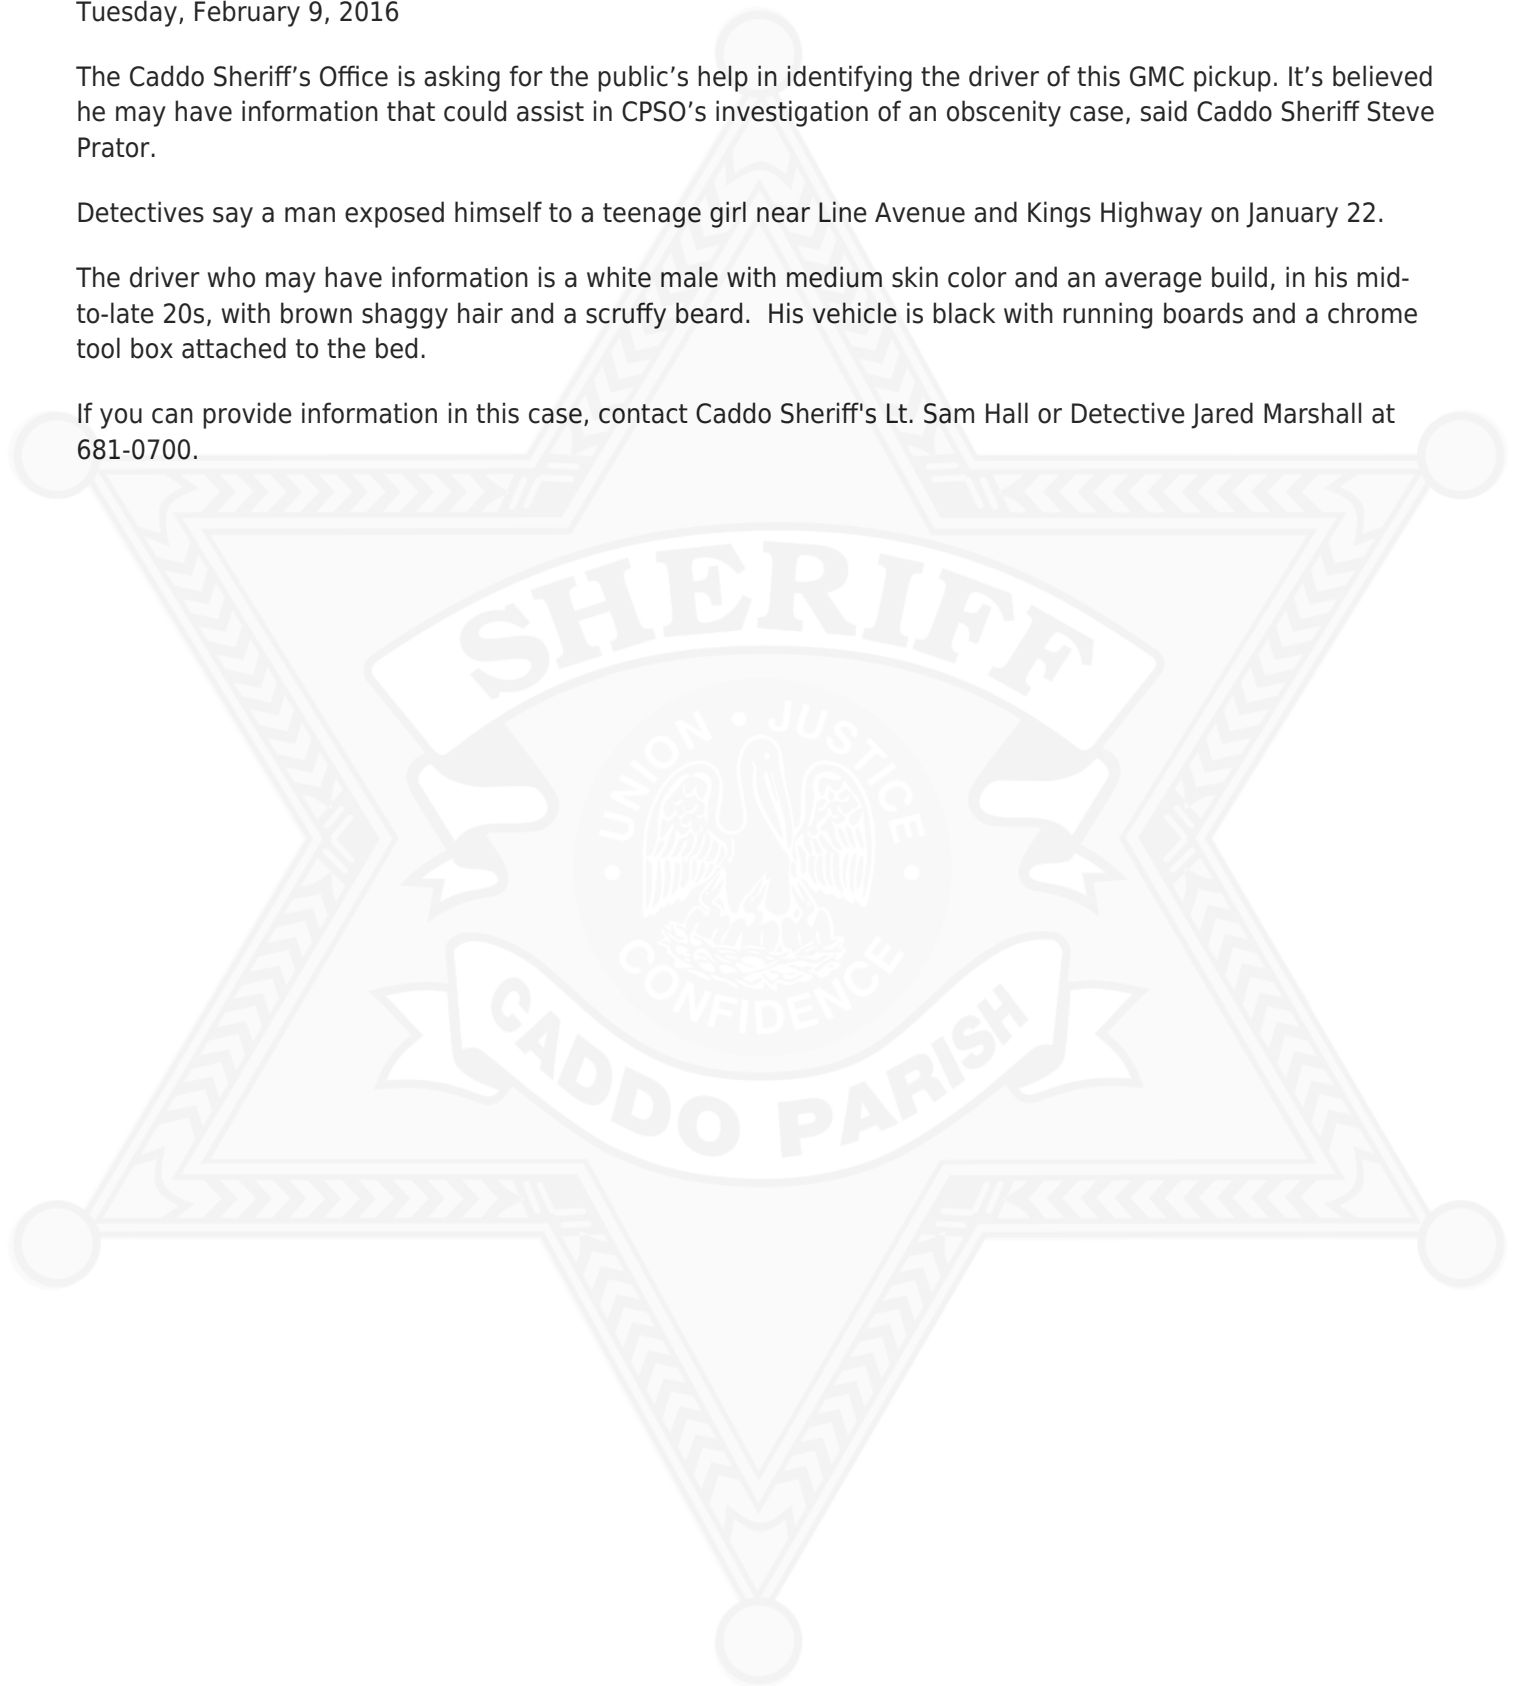 Tuesday, February 9, 2016
The Caddo Sheriff’s Office is asking for the public’s help in identifying the driver of this GMC pickup. It’s believed
he may have information that could assist in CPSO’s investigation of an obscenity case, said Caddo Sheriff Steve
Prator.
Detectives say a man exposed himself to a teenage girl near Line Avenue and Kings Highway on January 22.
The driver who may have information is a white male with medium skin color and an average build, in his mid-
to-late 20s, with brown shaggy hair and a scruffy beard.  His vehicle is black with running boards and a chrome
tool box attached to the bed.
If you can provide information in this case, contact Caddo Sheriff's Lt. Sam Hall or Detective Jared Marshall at
681-0700.
SHERIFF
UNION • JUSTICE
• CONFIDENCE •
CADDO PARISH